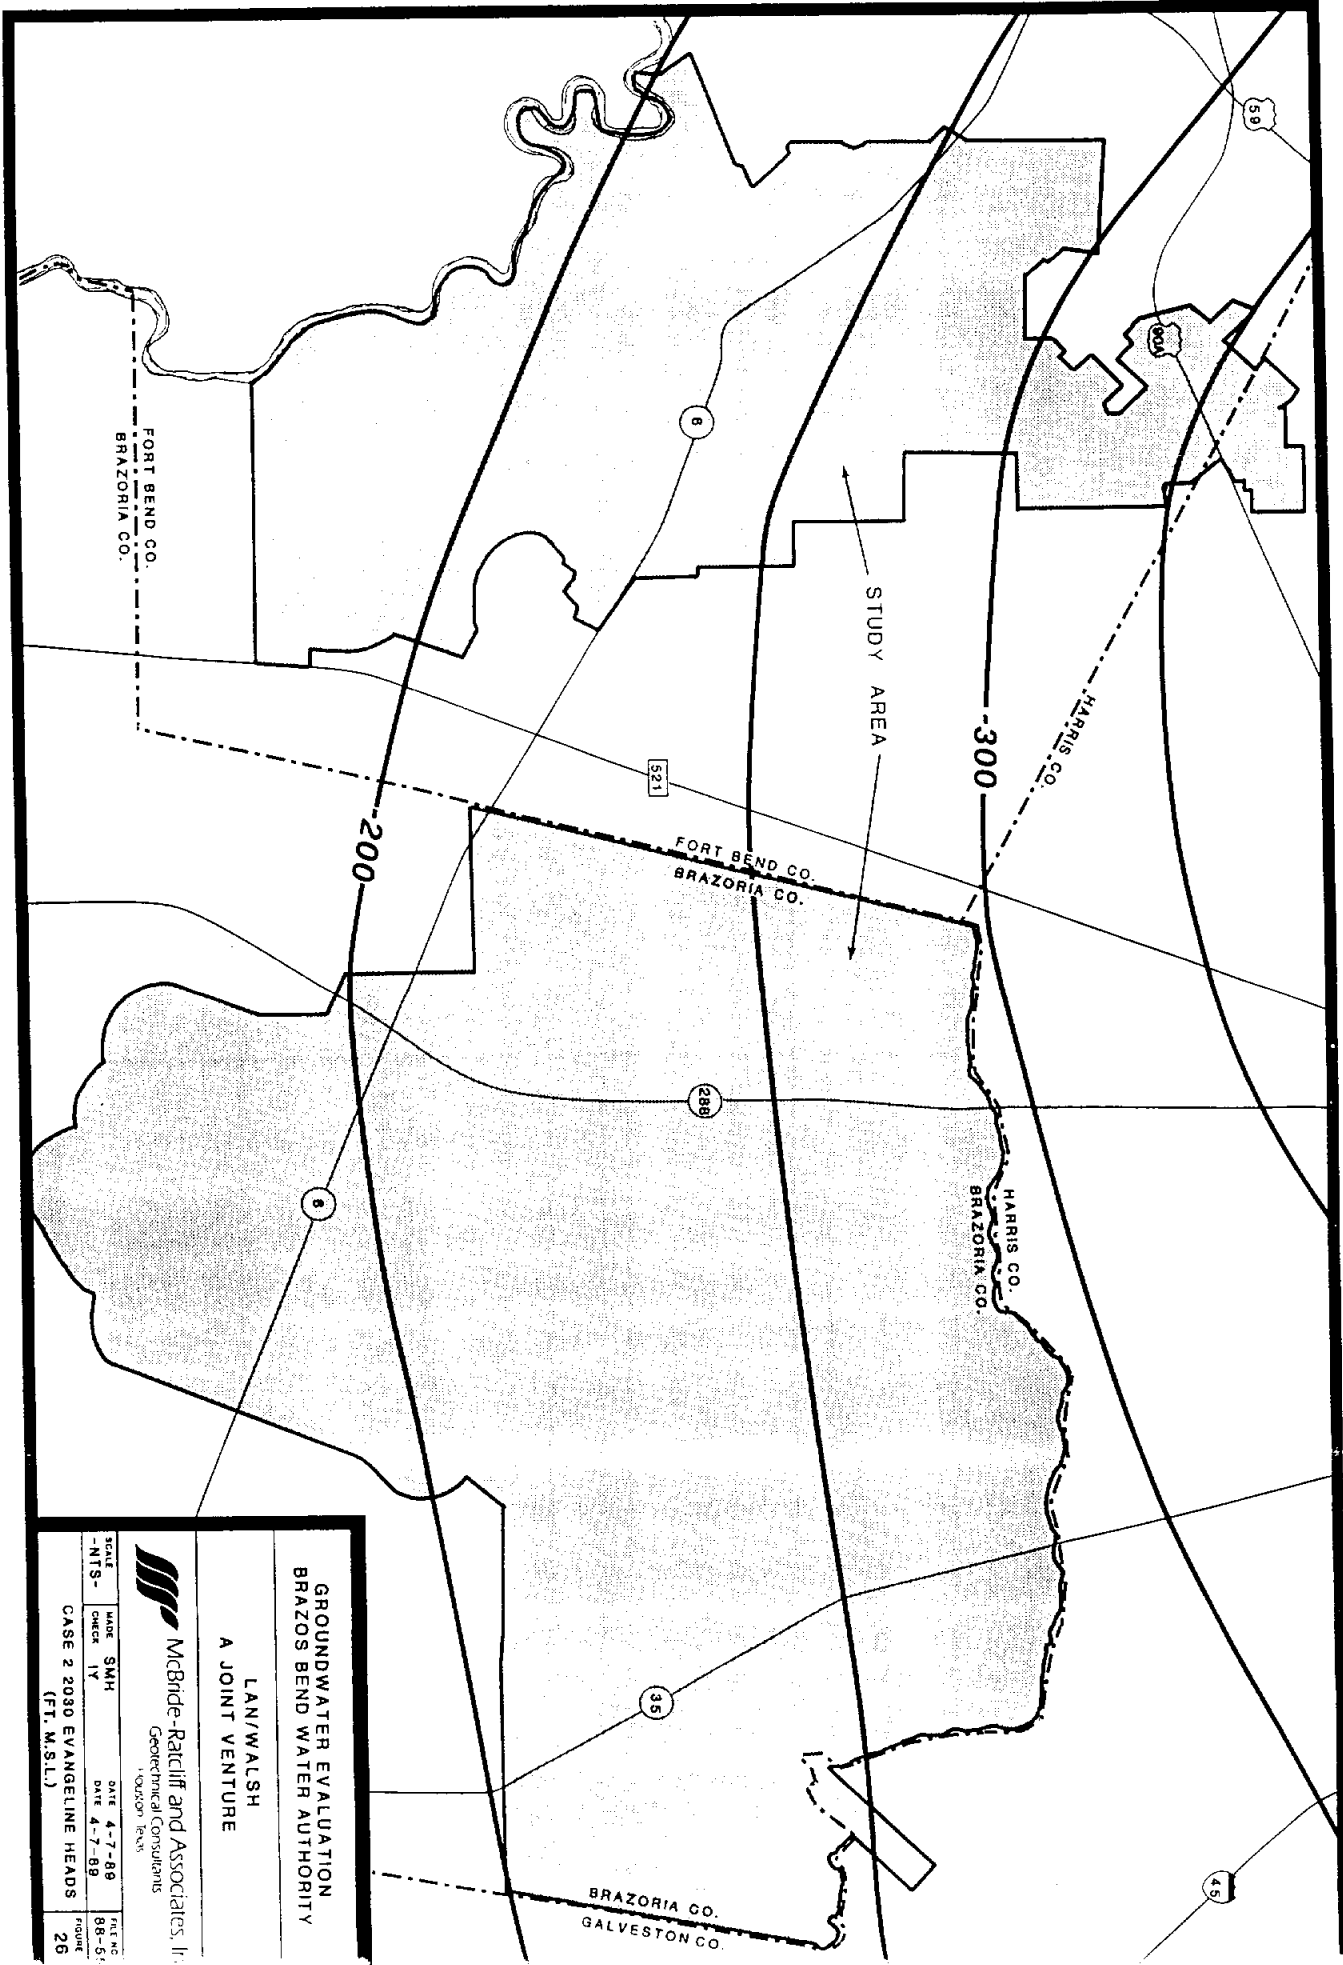 59
90A
6
FORT BEND CO.
BRAZORIA CO.
STUDY AREA
HARRIS CO.
-300
521
-200
FORT BEND CO.
BRAZORIA CO.
288
6
HARRIS CO.
BRAZORIA CO.
35
45
BRAZORIA CO.
GALVESTON CO.
GROUNDWATER EVALUATION
BRAZOS BEND WATER AUTHORITY
LAN/WALSH
A JOINT VENTURE
McBride-Ratcliff and Associates,
Geotechnical Consultants
Houston, Texas
SCALE MADE SMH DATE 4-7-89 FILE NO.
-NTS- CHECK IY DATE 4-7-89 88-5
CASE 2 2030 EVANGELINE HEADS FIGURE
(FT. M.S.L.) 26